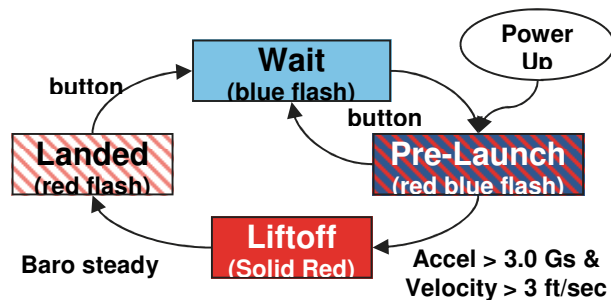 Wait
(blue flash)
Power
Up
button
button
Landed
(red flash)
Pre-Launch
(red blue flash)
Liftoff
(Solid Red)
Baro steady
Accel > 3.0 Gs &
Velocity > 3 ft/sec